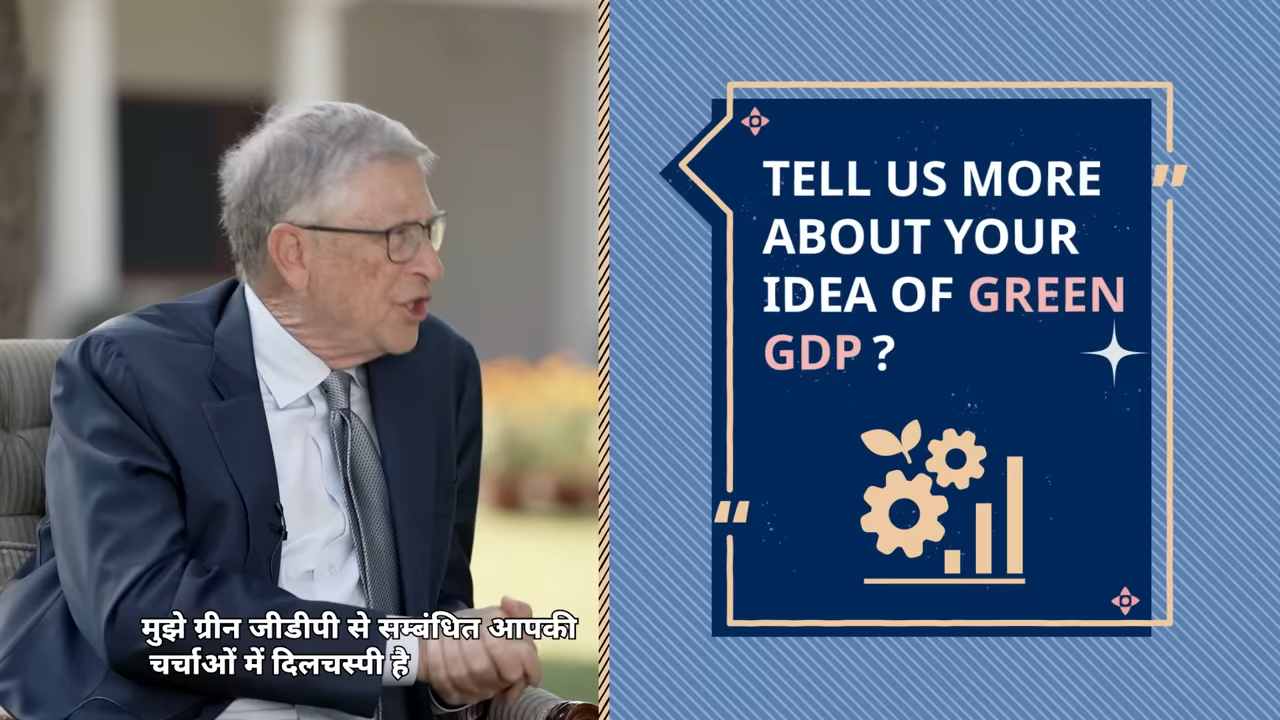 मुझे ग्रीन जीडीपी से सम्बंधित आपकी
चर्चाओं में दिलचस्पी है
TELL US MORE
ABOUT YOUR
IDEA OF GREEN
GDP ?